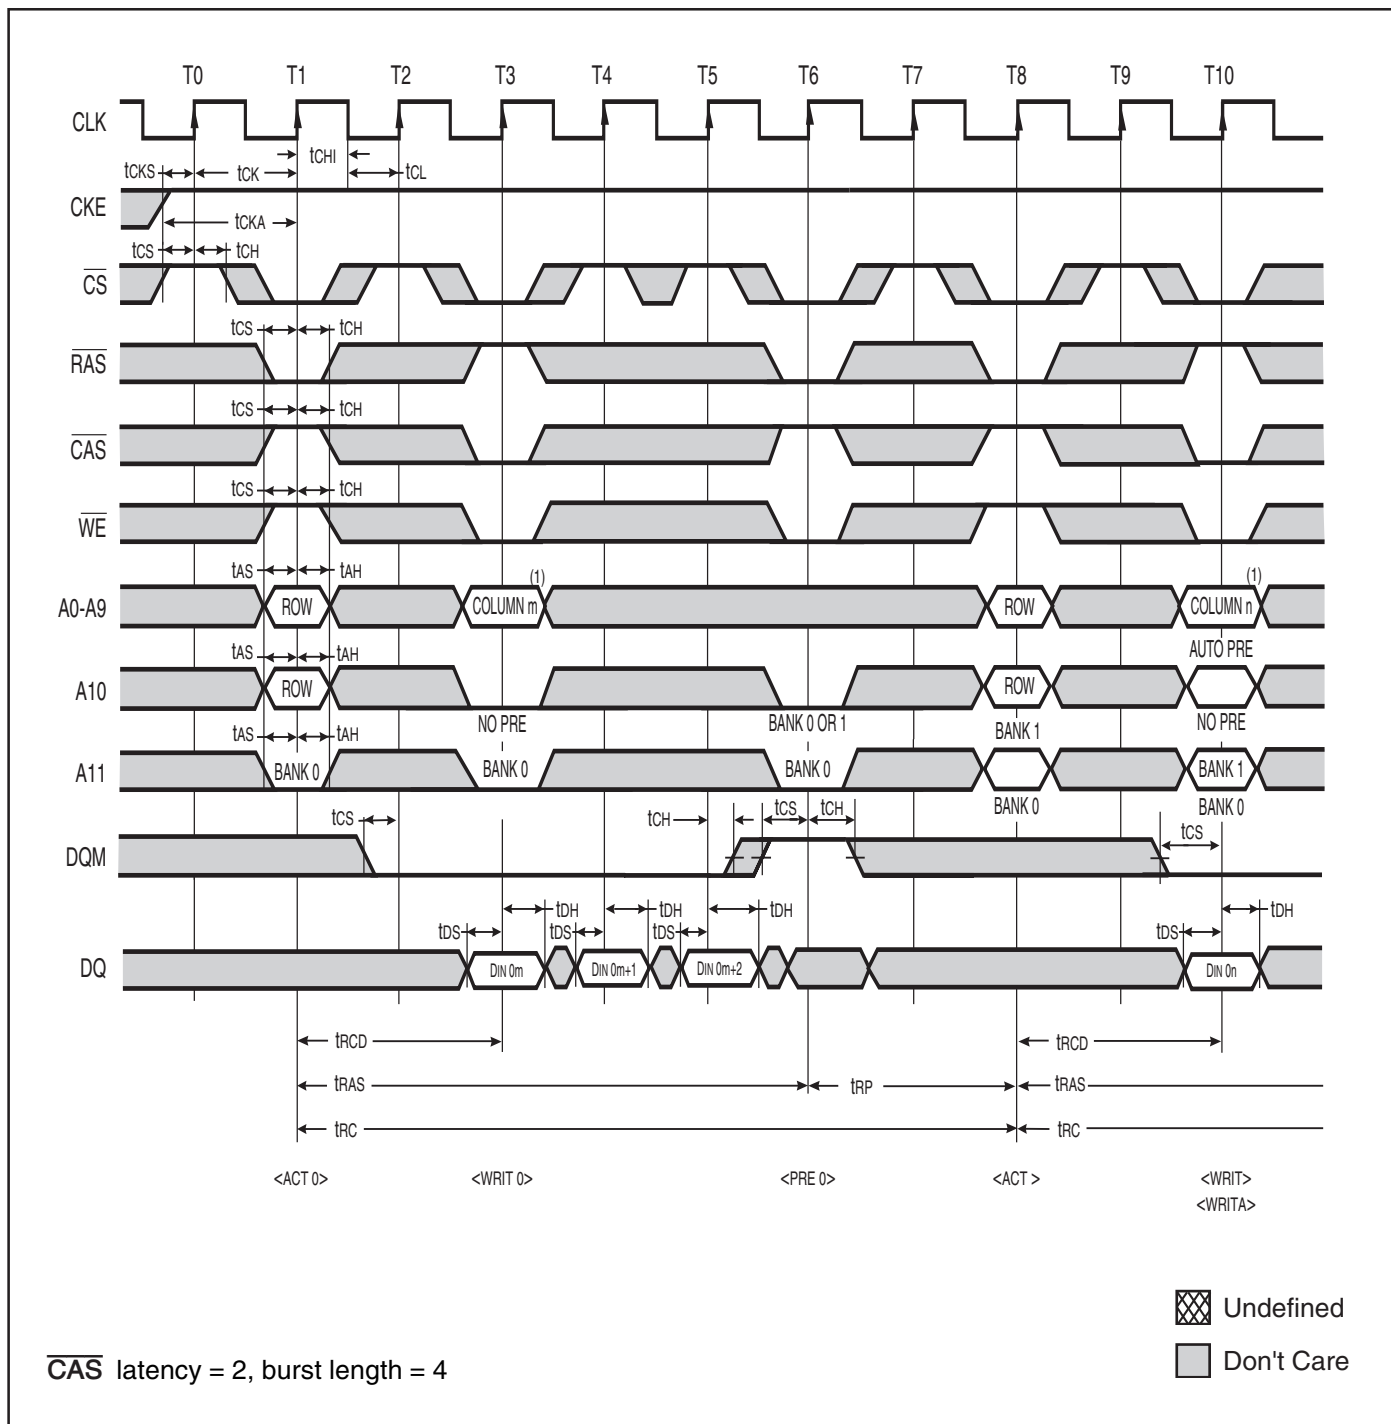 T0 T1 T2 T3 T4 T5 T6 T7 T8 T9 T10
CLK
tCHI
tCKS tCK tCL
CKE
tCKA
tCS tCH
CS
tCS tCH
RAS
tCS tCH
CAS
tCS tCH
WE
tAS tAH (1) (1)
A0-A9 ROW COLUMN m ROW COLUMN n
tAS tAH AUTO PRE
A10 ROW ROW
NO PRE BANK 0 OR 1 BANK 1 NO PRE
tAS tAH
A11 BANK 0 BANK 0 BANK 0 BANK 1
BANK 0 BANK 0
tCS tCH tCS tCH tCS
DQM
tDS tDH tDS tDH tDS tDH tDS tDH
DQ DIN 0m DIN 0m+1 DIN 0m+2 DIN 0n
tRCD tRCD
tRAS tRP tRAS
tRC tRC
<ACT 0> <WRIT 0> <PRE 0> <ACT > <WRIT>
<WRITA>
Undefined
Don't Care
CAS latency = 2, burst length = 4